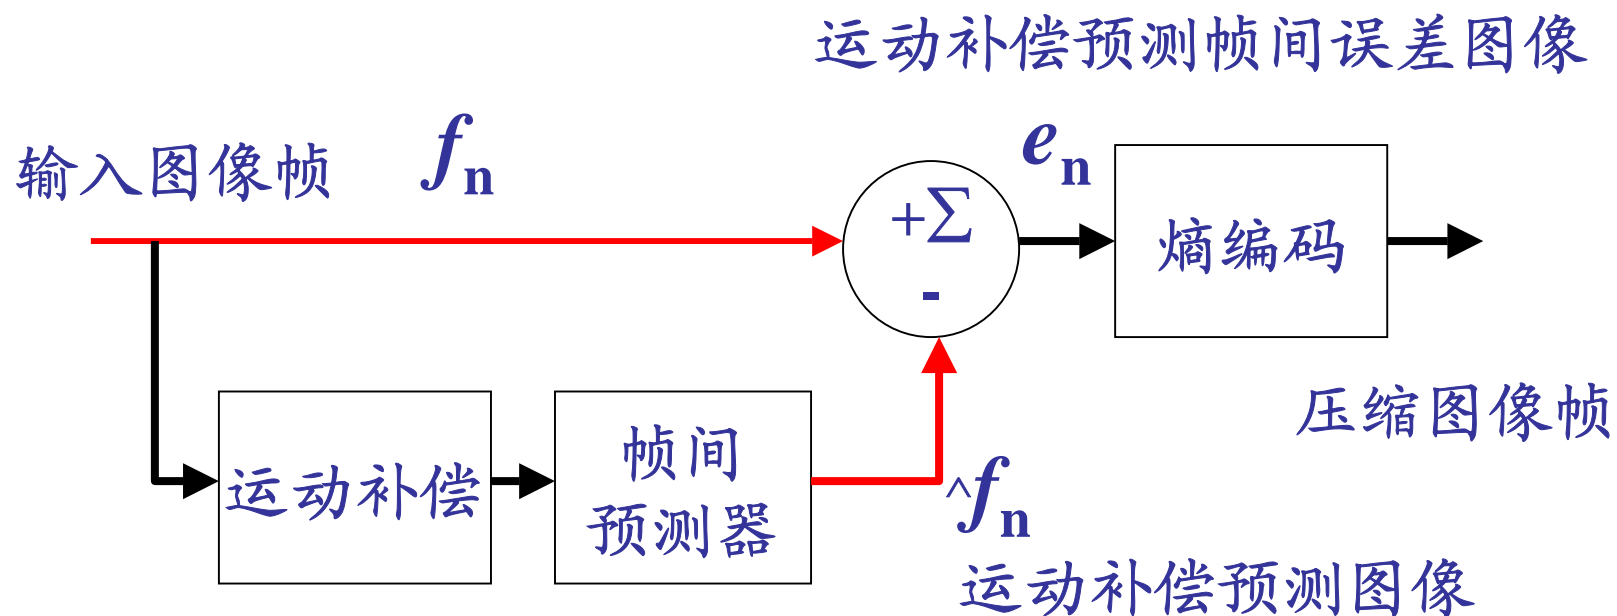 运动补偿预测帧间误差图像
输入图像帧
fn
en
+∑
-
熵编码
压缩图像帧
运动补偿
帧间
预测器
^fn
运动补偿预测图像